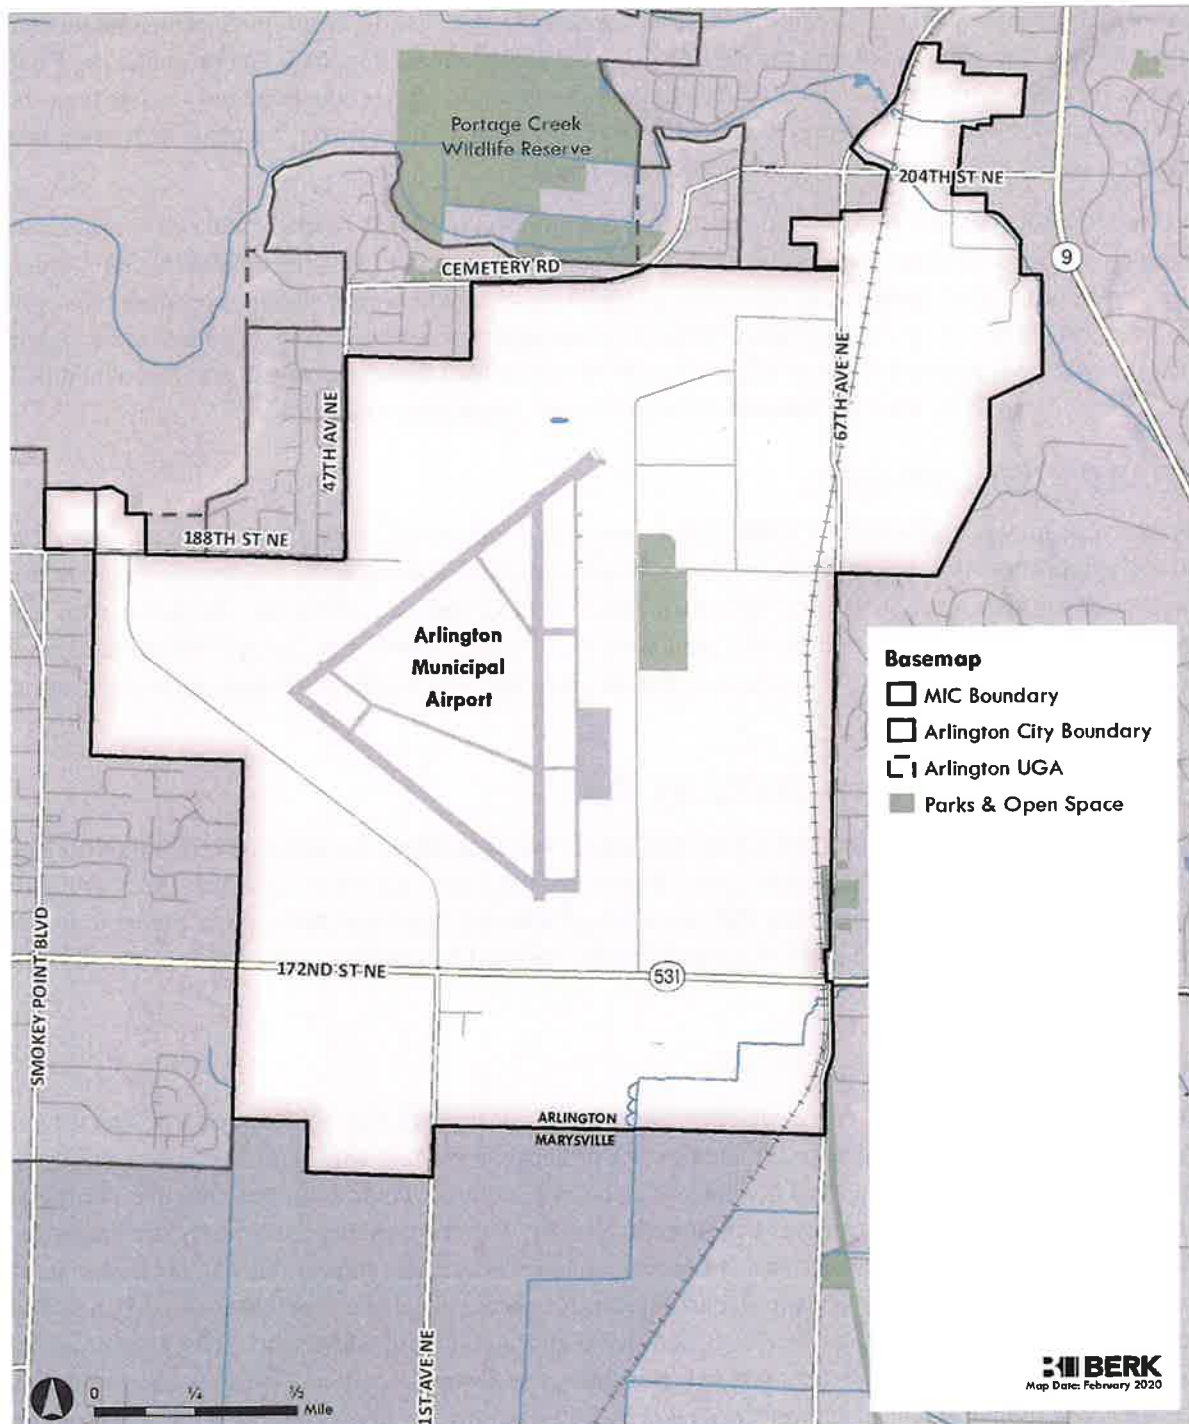 Portage Creek
Wildlife Reserve
204TH ST NE
CEMETERY RD
9
67TH AVE NE
47TH AV NE
188TH ST NE
Arlington
Municipal
Airport
Basemap
MIC Boundary
Arlington City Boundary
Arlington UGA
Parks & Open Space
SMOKEY POINT BLVD
172ND ST NE
531
ARLINGTON
MARYSVILLE
1ST AVE NE
0 1/4 1/2
Mile
BERK
Map Date: February 2020